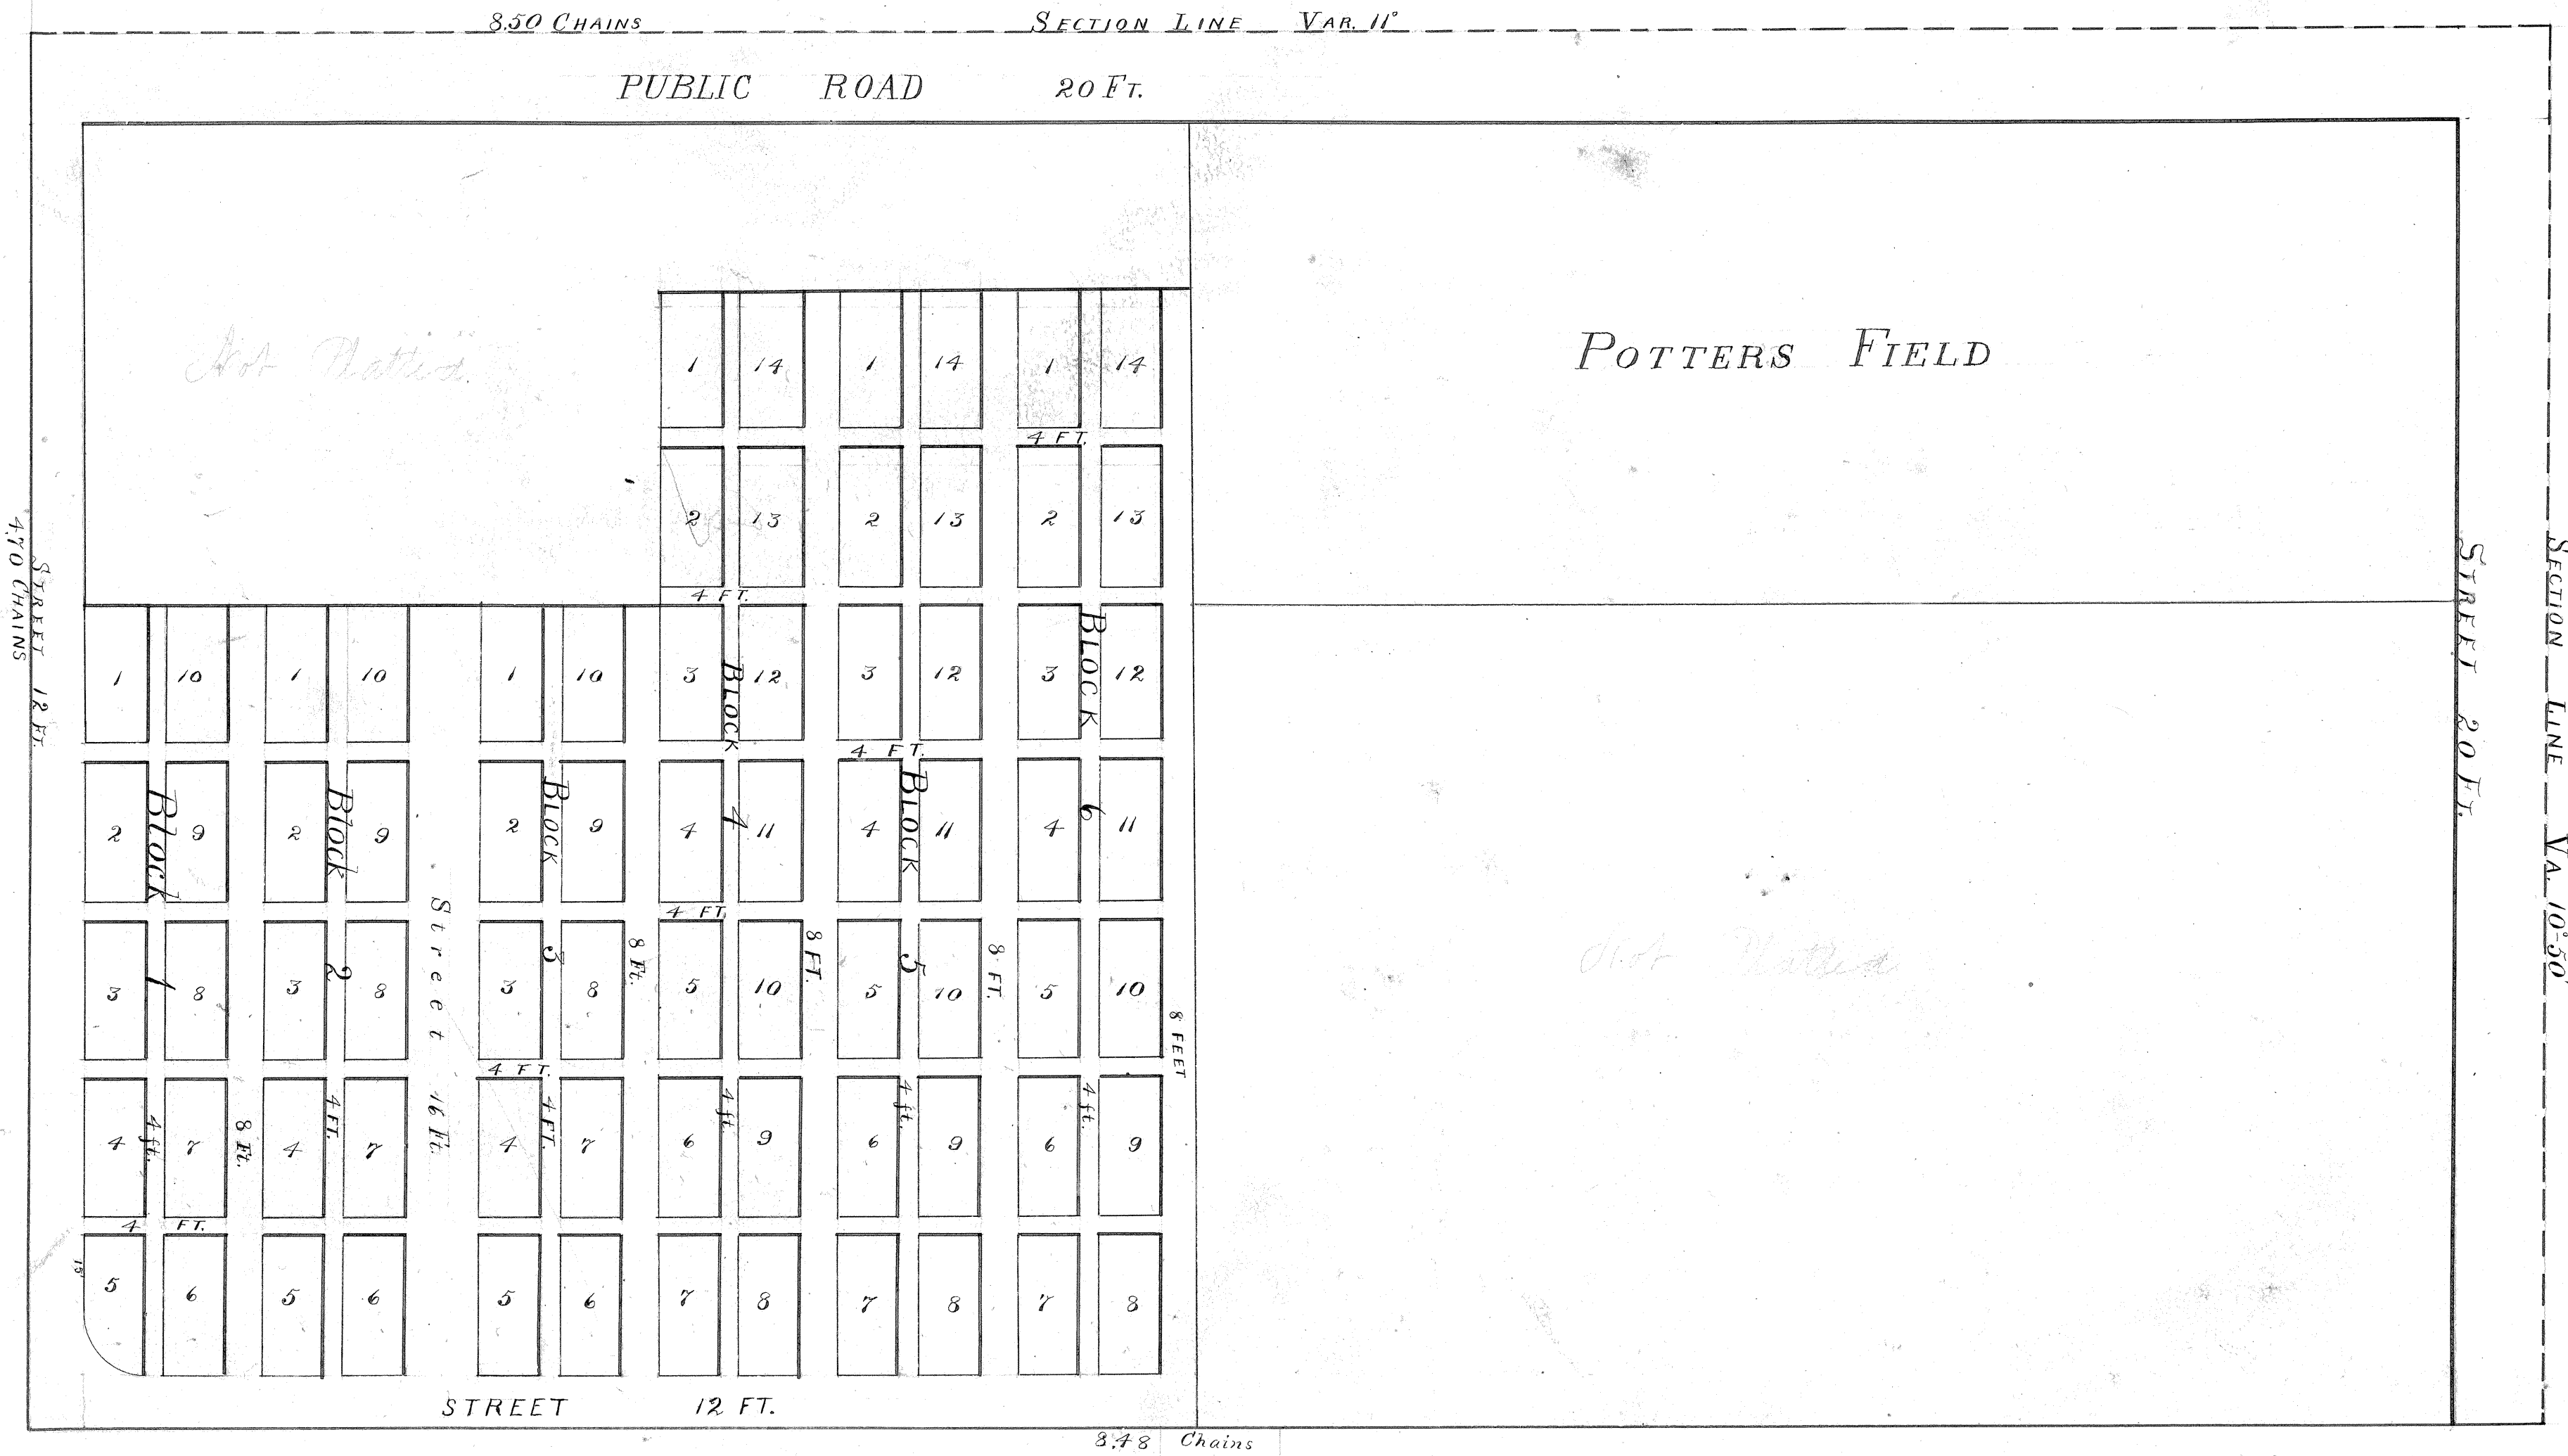 8.50 CHAINS SECTION LINE VAR. 11°
PUBLIC ROAD 20 FT.
POTTERS FIELD
Not Platted
1 14 1 14 1 14
4 FT.
2 13 2 13 2 13
4 FT.
STREET 12 FT.
4.70 CHAINS
STREET 20 FT.
SECTION LINE VA. 10°-50'
1 10 1 10 1 10 3 12 3 12 3 12
4 FT.
2 9 2 9 2 9 4 11 4 11 4 11
Block 1
Block 2
BLOCK 3
BLOCK 4
BLOCK 5
BLOCK 6
4 FT.
Not Platted
Street 16 Ft.
3 8 3 8 3 8 5 10 5 10 5 10
8 Ft.
8 FT.
8 FT.
8 FEET
4 FT.
4 7 4 7 4 7 6 9 6 9 6 9
4 ft.
8 Ft.
4 FT.
4 FT.
4 ft.
4 ft.
4 ft.
4 FT.
15
5 6 5 6 5 6 7 8 7 8 7 8
STREET 12 FT.
8.48 Chains